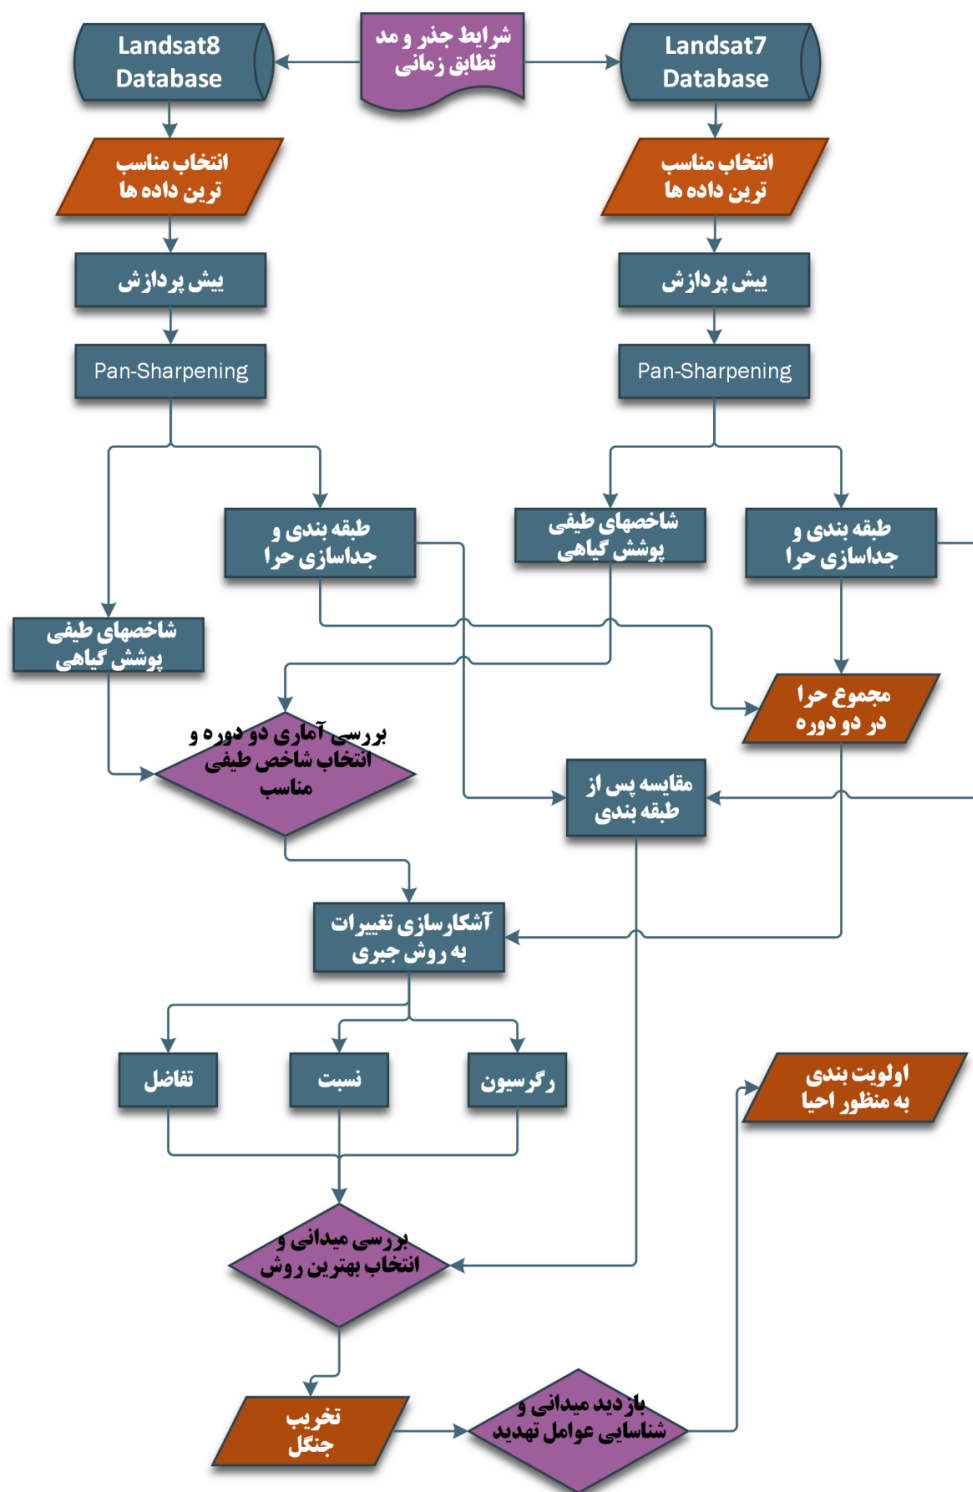 شرایط جذر و مد
تطابق زمانی
Landsat8
Database
Landsat7
Database
انتخاب مناسب
ترین داده ها
انتخاب مناسب
ترین داده ها
پیش پردازش
پیش پردازش
Pan-Sharpening
Pan-Sharpening
طبقه بندی و
جداسازی حرا
شاخصهای طیفی
پوشش گیاهی
طبقه بندی و
جداسازی حرا
شاخصهای طیفی
پوشش گیاهی
مجموع حرا
در دو دوره
بررسی آماری دو دوره و
انتخاب شاخص طیفی
مناسب
مقایسه پس از
طبقه بندی
آشکارسازی تغییرات
به روش جبری
تفاضل
نسبت
رگرسیون
اولویت بندی
به منظور احیا
بررسی میدانی و
انتخاب بهترین روش
تخریب
جنگل
بازدید میدانی و
شناسایی عوامل تهدید